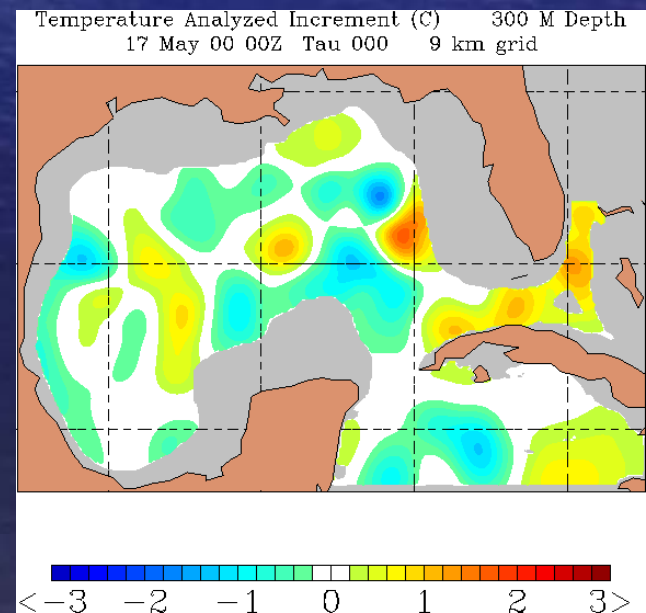 Temperature Analyzed Increment (C) 300 M Depth
17 May 00 00Z Tau 000 9 km grid
<-3 -2 -1 0 1 2 3>